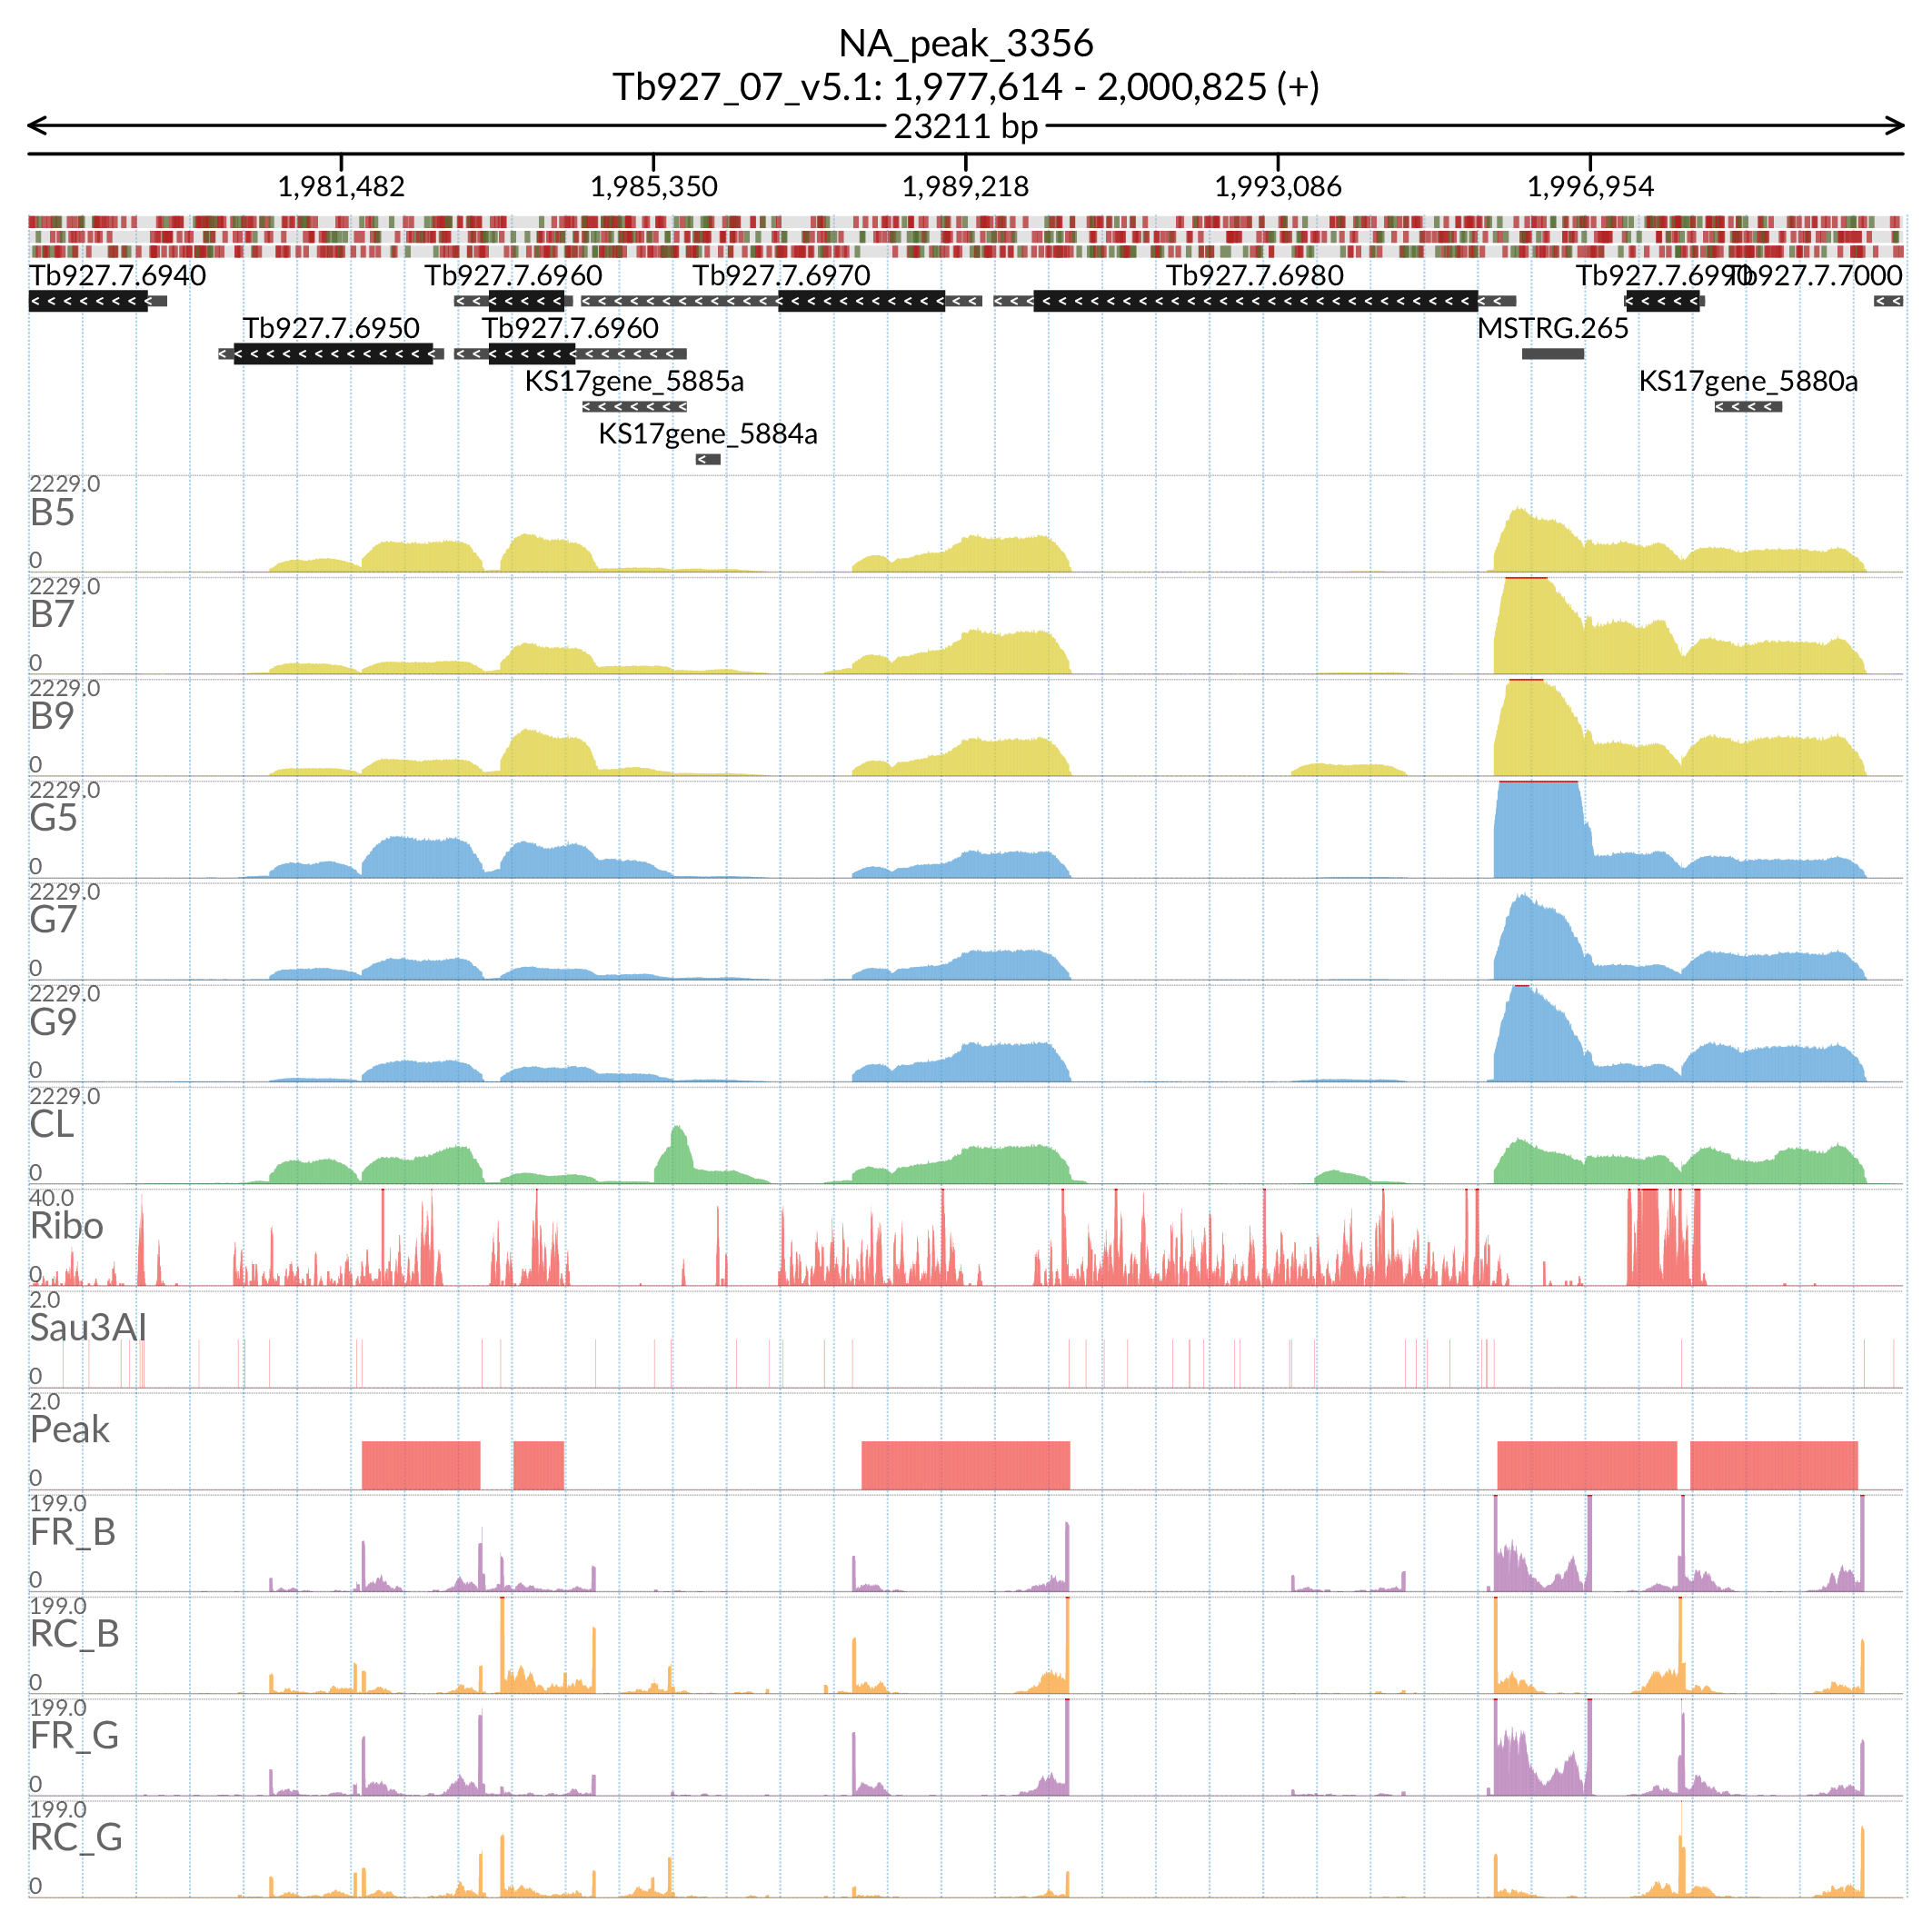 NA_peak_3356
Tb927_07_v5.1: 1,977,614 - 2,000,825 (+)
23211 bp
1,981,482 1,985,350 1,989,218 1,993,086 1,996,954
Tb927.7.6940 Tb927.7.6960 Tb927.7.6970 Tb927.7.6980 Tb927.7.6990 Tb927.7.7000
Tb927.7.6950 Tb927.7.6960 MSTRG.265
KS17gene_5885a KS17gene_5880a
KS17gene_5884a
2229.0
B5
0
2229.0
B7
0
2229.0
B9
0
2229.0
G5
0
2229.0
G7
0
2229.0
G9
0
2229.0
CL
0
40.0
Ribo
0
2.0
Sau3AI
0
2.0
Peak
0
199.0
FR_B
0
199.0
RC_B
0
199.0
FR_G
0
199.0
RC_G
0